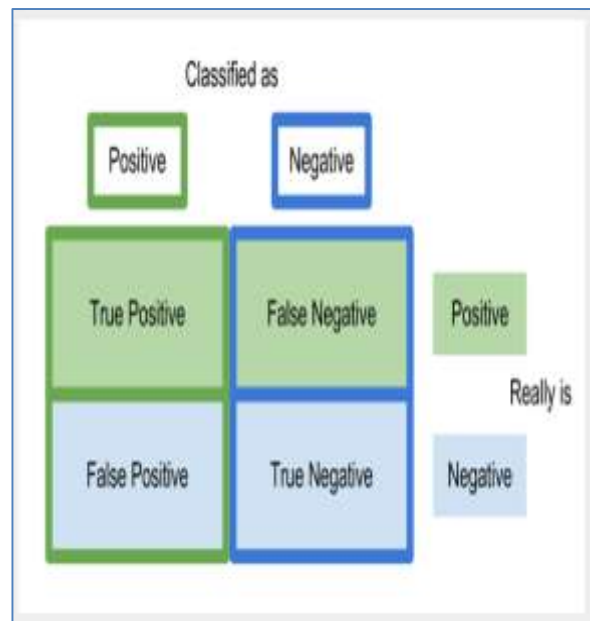 Classified as
Positive
Negative
True Positive
False Negative
Positive
Really is
False Positive
True Negative
Negative